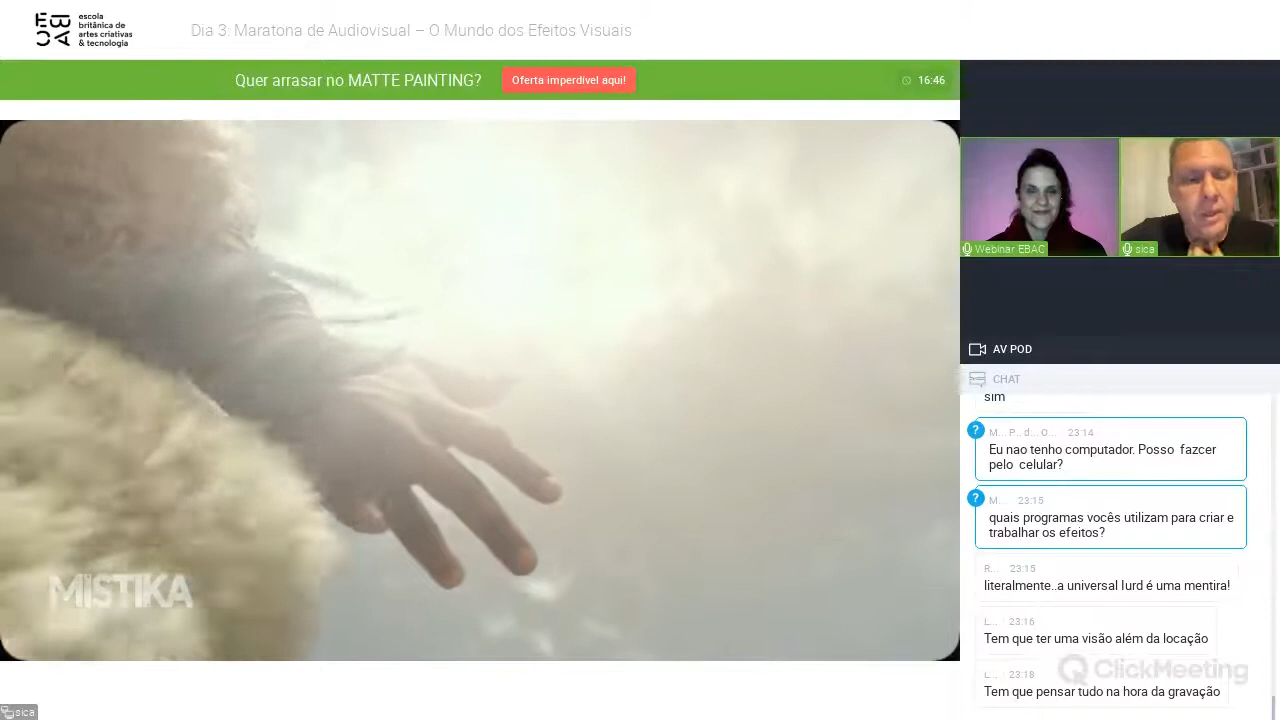 escola
britânica de
artes criativas
& tecnologia
Dia 3: Maratona de Audiovisual – O Mundo dos Efeitos Visuais
Quer arrasar no MATTE PAINTING?
Oferta imperdível aqui!
16:46
Webinar EBAC
sica
AV POD
CHAT
sim
M... P... d... O... 23:14
Eu nao tenho computador. Posso fazcer
pelo celular?
M... 23:15
quais programas vocês utilizam para criar e
trabalhar os efeitos?
R... 23:15
literalmente..a universal Iurd é uma mentira!
L... 23:16
Tem que ter uma visão além da locação
L... 23:18
Tem que pensar tudo na hora da gravação
ClickMeeting
MISTIKA
sica